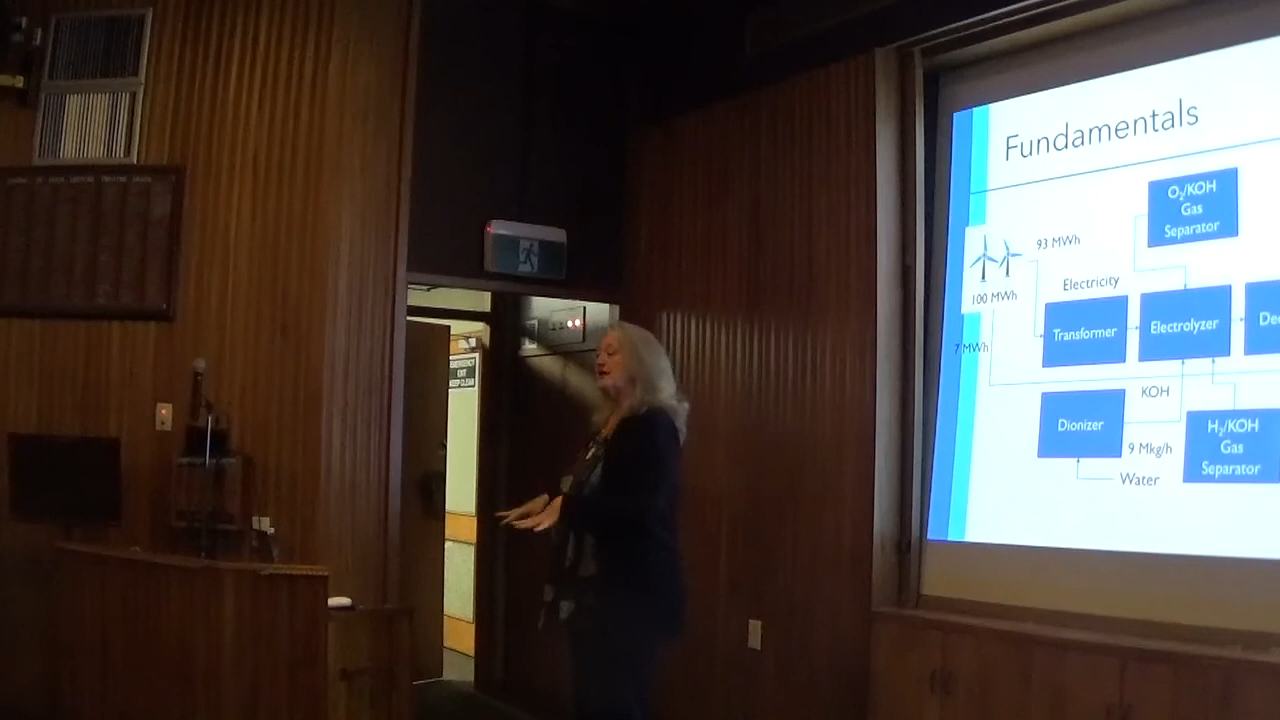 Fundamentals
O₂/KOH
Gas
Separator
93 MWh
Electricity
100 MWh
Transformer
Electrolyzer
7 MWh
KOH
Dionizer
9 Mkg/h
H₂/KOH
Gas
Separator
Water
EMERGENCY
EXIT
KEEP CLEAR